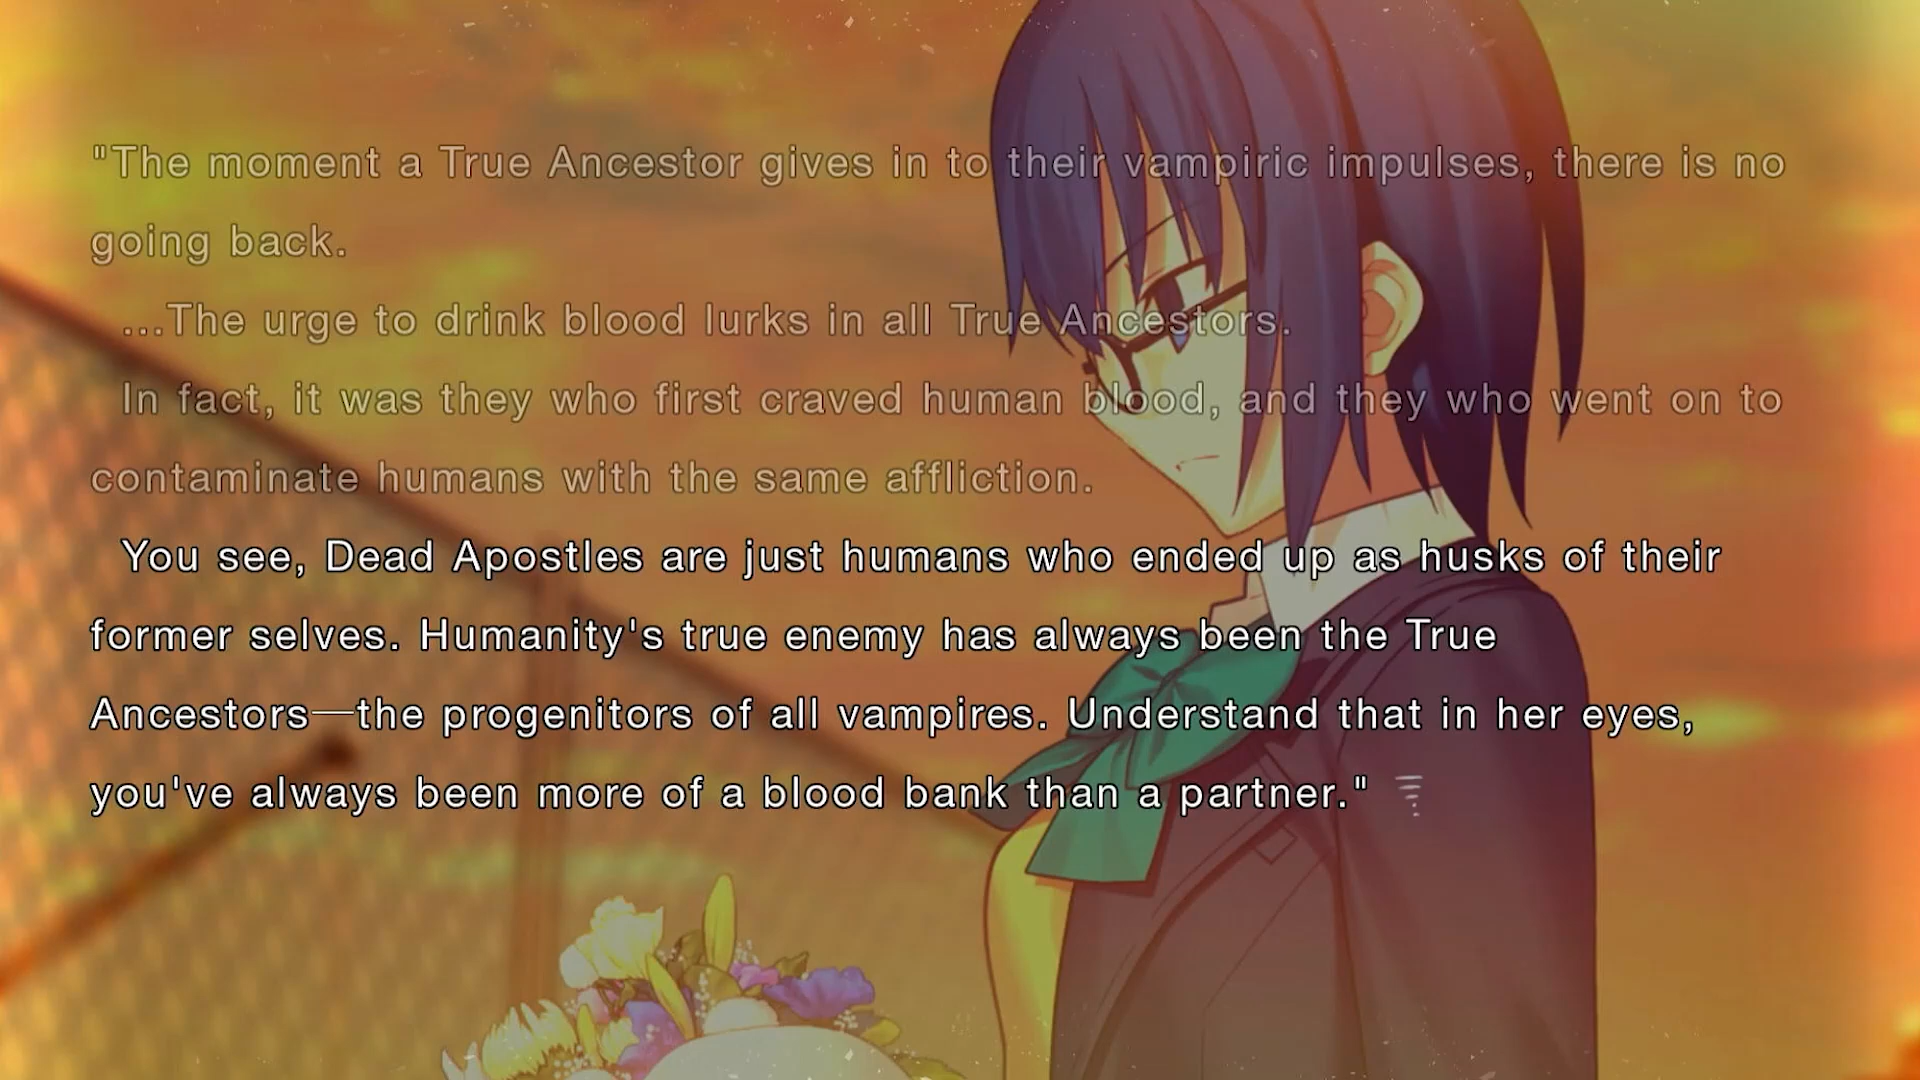 "The moment a True Ancestor gives in to their vampiric impulses, there is no
going back.
...The urge to drink blood lurks in all True Ancestors.
In fact, it was they who first craved human blood, and they who went on to
contaminate humans with the same affliction.
You see, Dead Apostles are just humans who ended up as husks of their
former selves. Humanity's true enemy has always been the True
Ancestors—the progenitors of all vampires. Understand that in her eyes,
you've always been more of a blood bank than a partner."